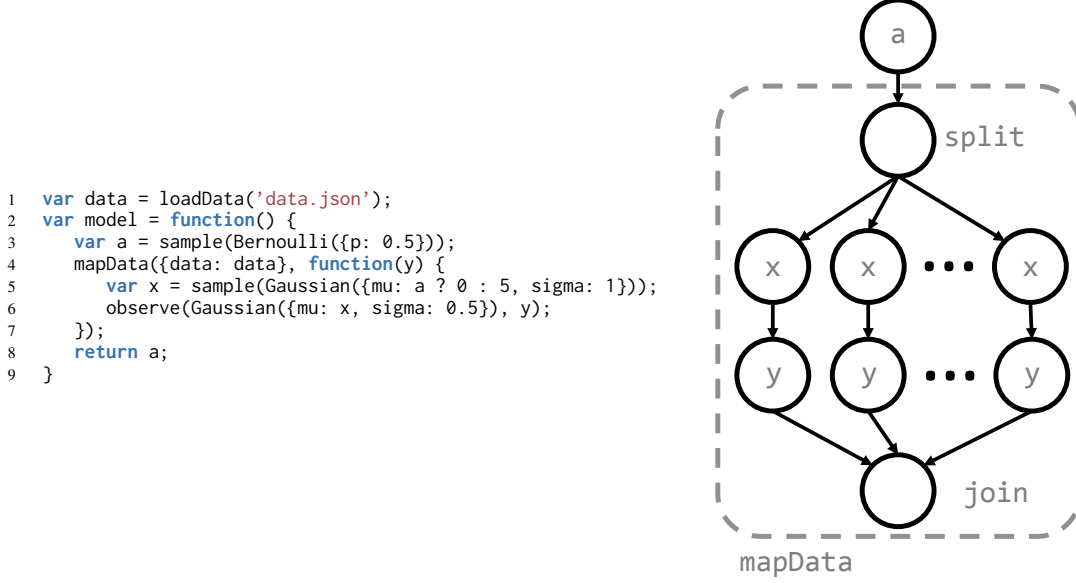 1 var data = loadData('data.json');
2 var model = function() {
3 var a = sample(Bernoulli({p: 0.5}));
4 mapData({data: data}, function(y) {
5 var x = sample(Gaussian({mu: a ? 0 : 5, sigma: 1}));
6 observe(Gaussian({mu: x, sigma: 0.5}), y);
7 });
8 return a;
9 }
a
split
x x ••• x
y y ••• y
join
mapData